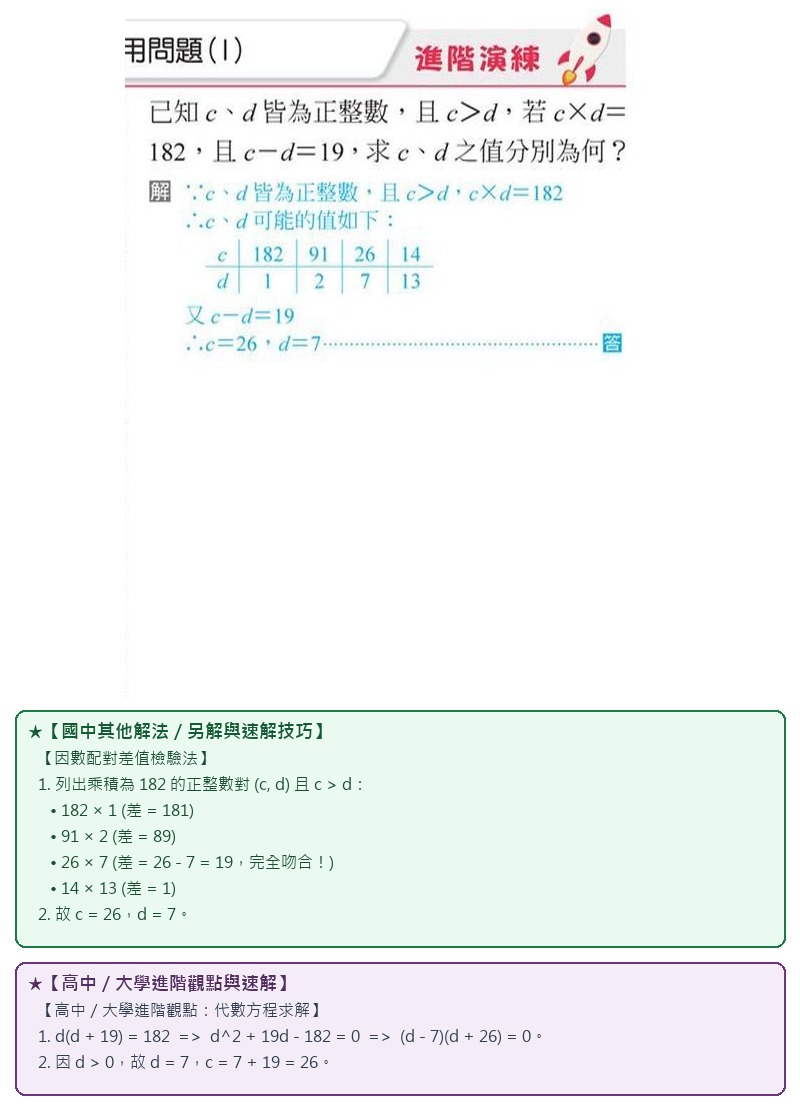 用問題(1)
進階演練
已知 c、d 皆為正整數，且 c＞d，若 c×d＝
182，且 c－d＝19，求 c、d 之值分別為何？
解 ∵c、d 皆為正整數，且 c＞d，c×d＝182
∴c、d 可能的值如下：
c 182 91 26 14
d 1 2 7 13
又 c－d＝19
∴c＝26，d＝7 答
★【國中其他解法 / 另解與速解技巧】
【因數配對差值檢驗法】
1. 列出乘積為 182 的正整數對 (c, d) 且 c > d：
• 182 × 1 (差 = 181)
• 91 × 2 (差 = 89)
• 26 × 7 (差 = 26 - 7 = 19，完全吻合！)
• 14 × 13 (差 = 1)
2. 故 c = 26，d = 7。
★【高中 / 大學進階觀點與速解】
【高中 / 大學進階觀點：代數方程求解】
1. d(d + 19) = 182 => d^2 + 19d - 182 = 0 => (d - 7)(d + 26) = 0。
2. 因 d > 0，故 d = 7，c = 7 + 19 = 26。